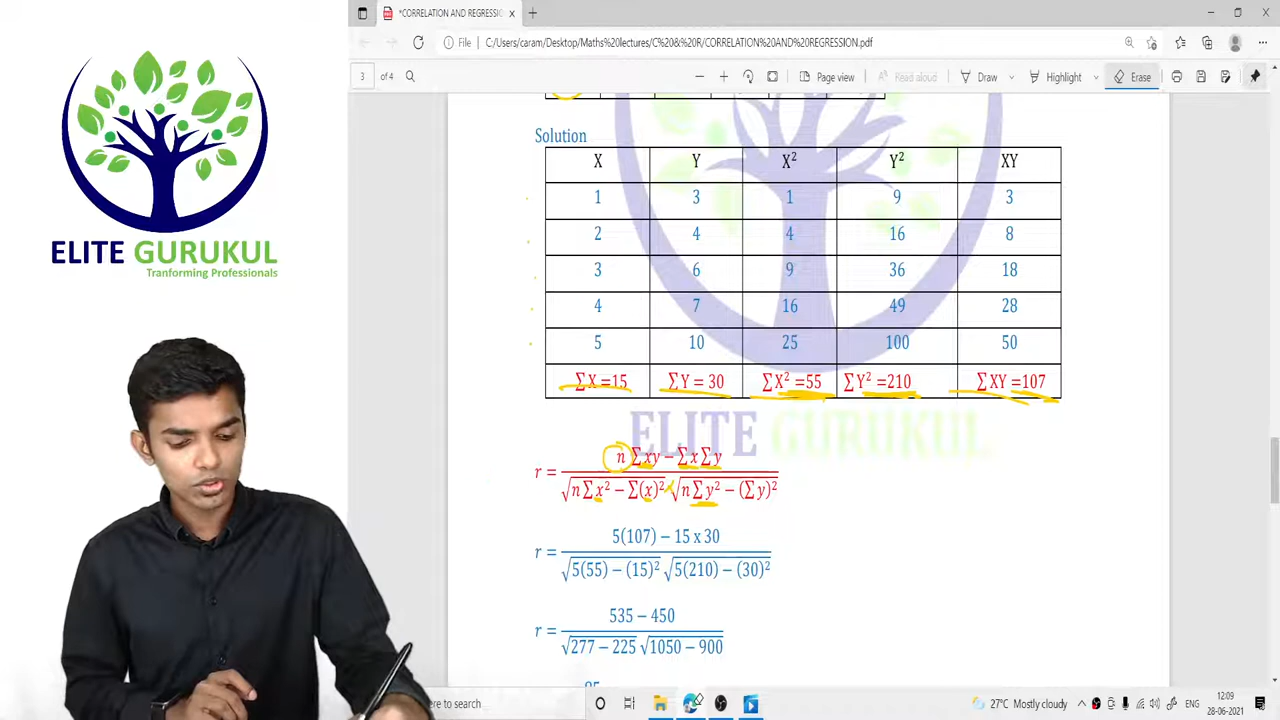 *CORRELATION AND REGRESSI
File
C:/Users/caram/Desktop/Maths%20lectures/C%20&%20R/CORRELATION%20AND%20REGRESSION.pdf
3 of 4
Page view
Read aloud
Draw
Highlight
Erase
ELITE GURUKUL
Tranforming Professionals
Solution
X Y X² Y² XY
1 3 1 9 3
2 4 4 16 8
3 6 9 36 18
4 7 16 49 28
5 10 25 100 50
∑X =15 ∑Y = 30 ∑X² =55 ∑Y² =210 ∑XY =107
ELITE GURUKUL
r = n∑xy − ∑x∑y / √n∑x² − ∑(x)² √n∑y² − (∑y)²
r = 5(107) − 15 x 30 / √5(55) − (15)² √5(210) − (30)²
r = 535 − 450 / √277 − 225 √1050 − 900
ere to search
27°C Mostly cloudy
ENG
12:09
28-06-2021